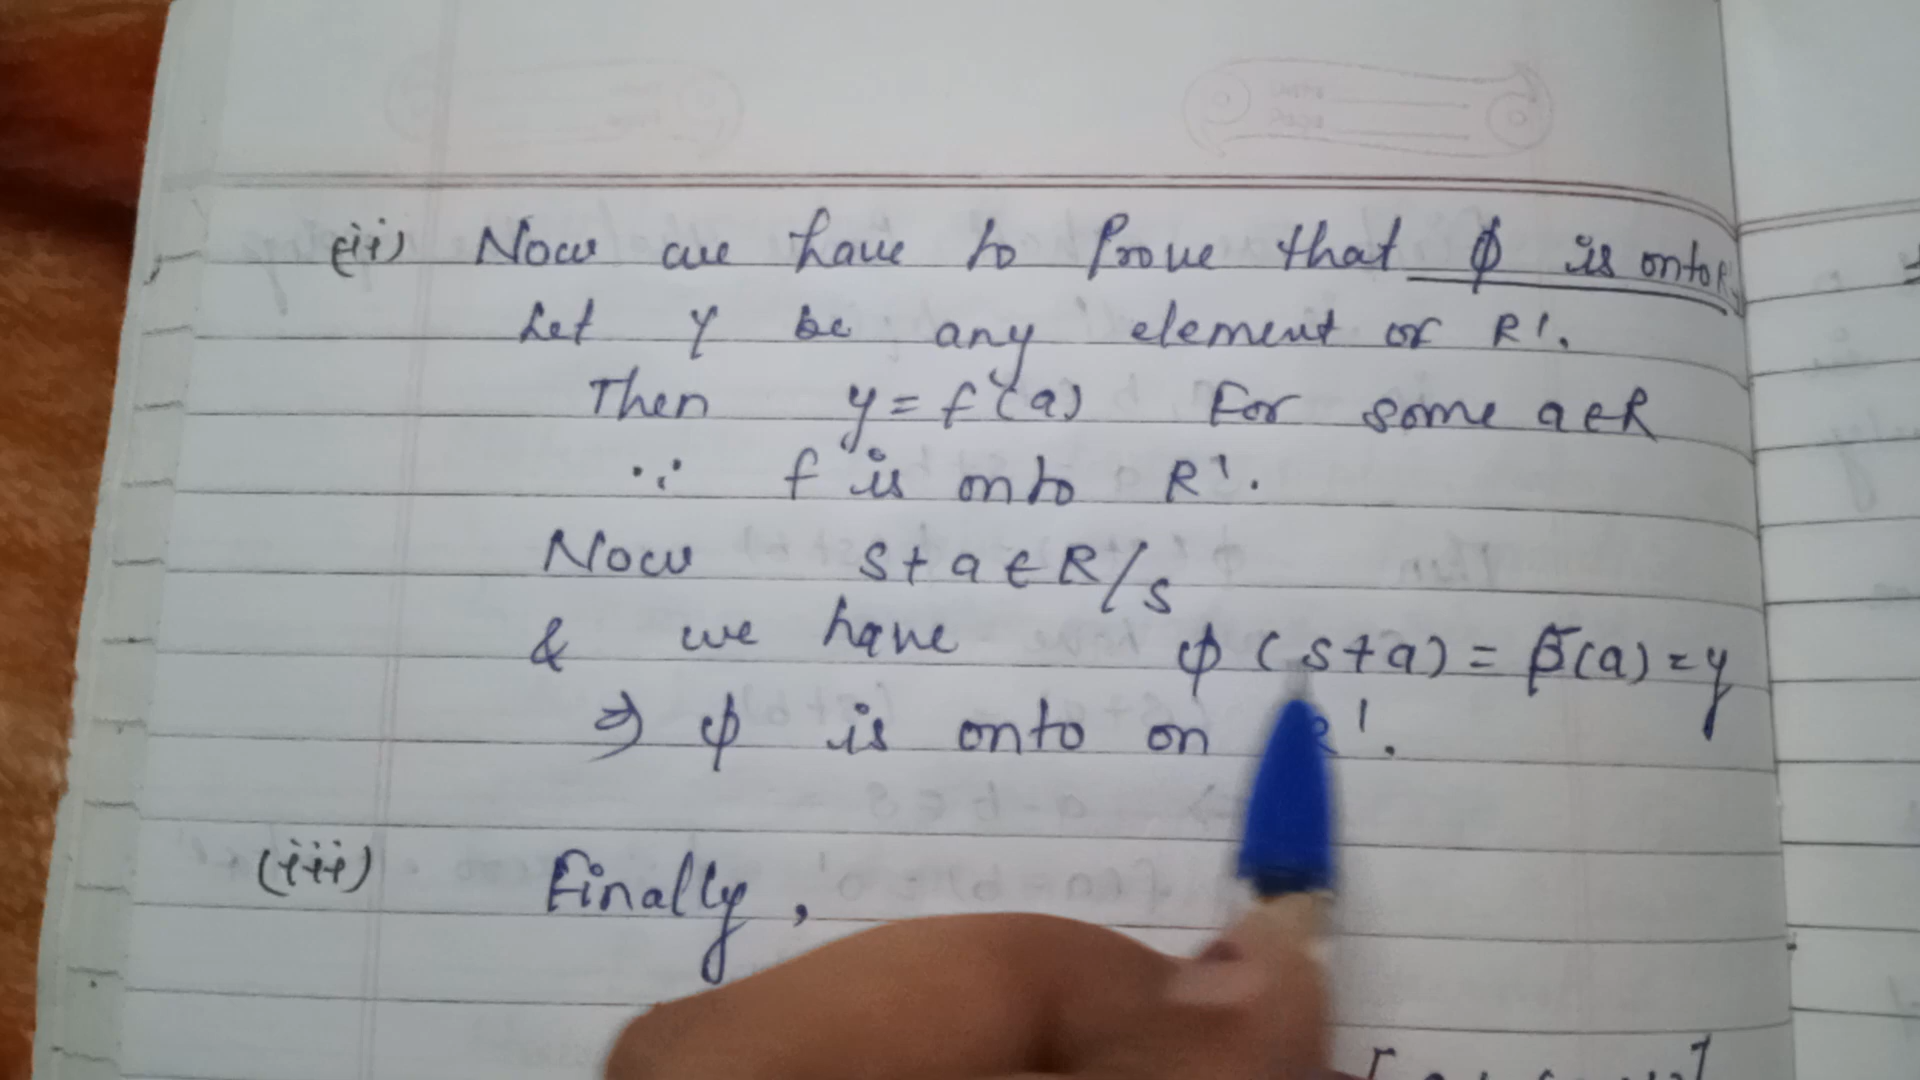 (ii) Now we have to Prove that ϕ is onto R'
Let y be any element of R'.
Then y = f(a) For some a∈R
∵ f is onto R'.
Now S+a ∈ R/S
& we have ϕ(S+a) = f(a) = y
⇒ ϕ is onto on R'.
(iii) Finally,